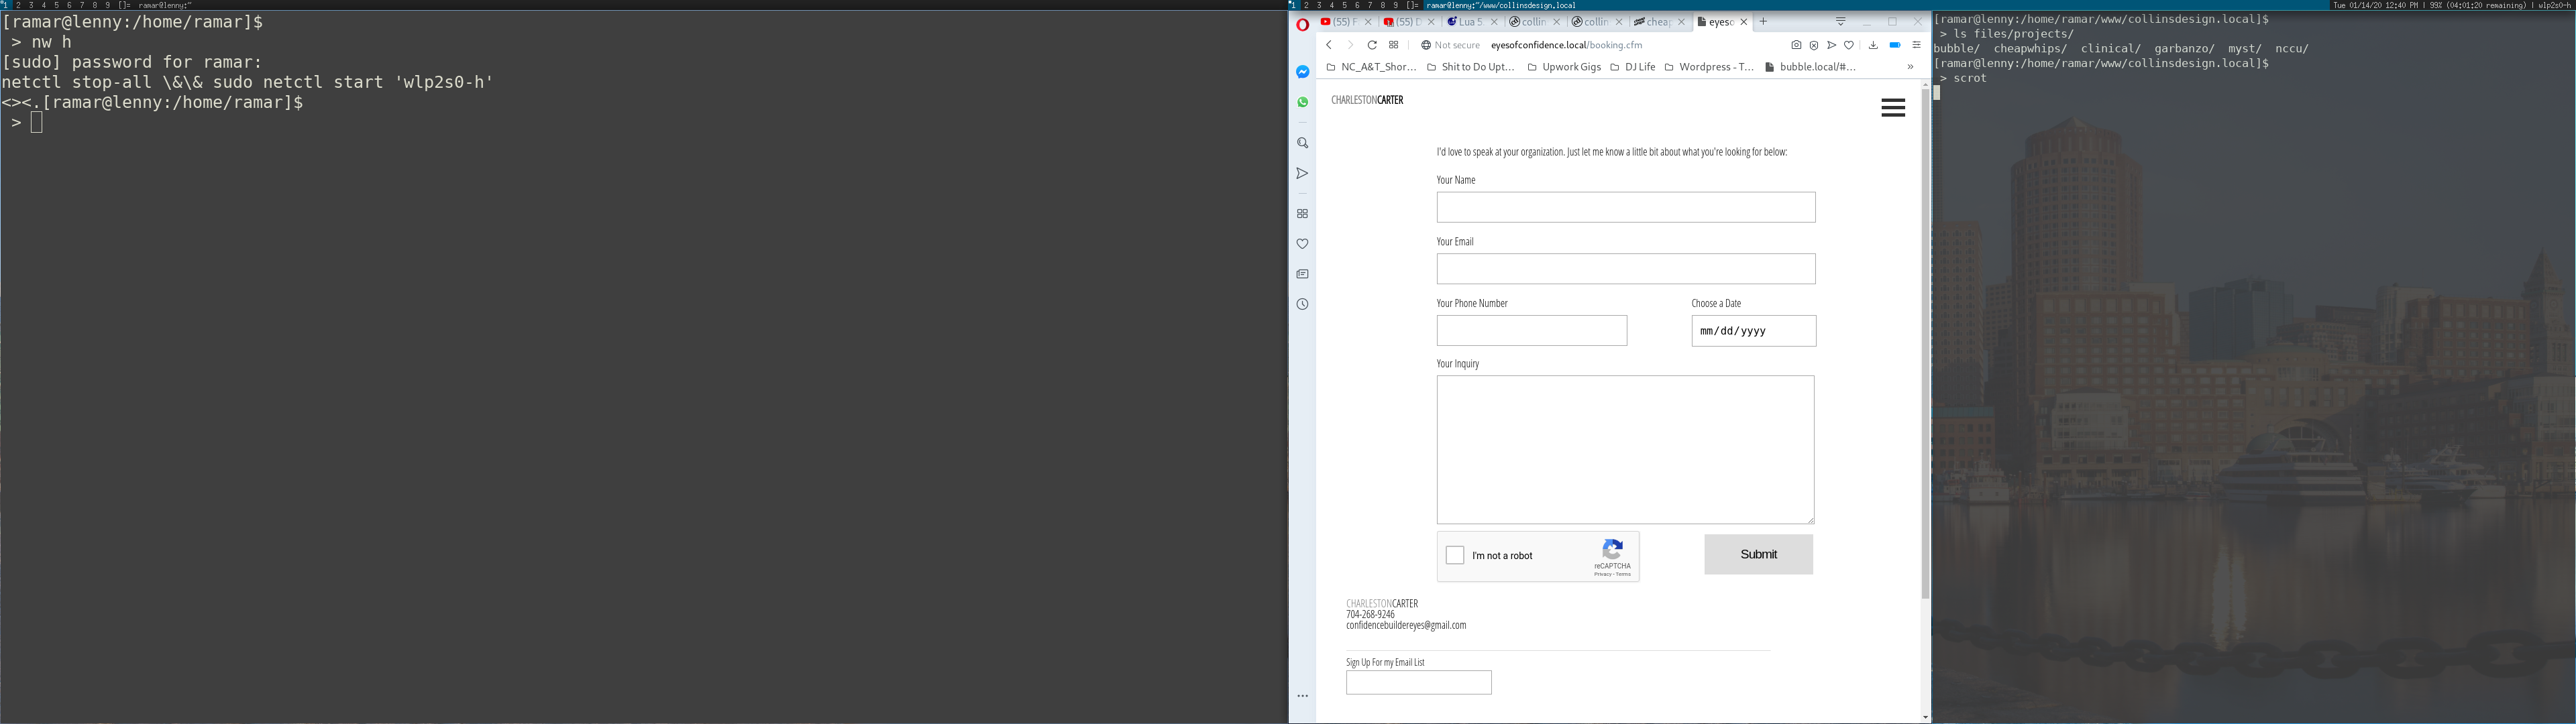 1 2 3 4 5 6 7 8 9 []= ramar@lenny:~
[ramar@lenny:/home/ramar]$
> nw h
[sudo] password for ramar:
netctl stop-all \&\& sudo netctl start 'wlp2s0-h'
<><.[ramar@lenny:/home/ramar]$
>
1 2 3 4 5 6 7 8 9 []= ramar@lenny:~/www/collinsdesign.local
Tue 01/14/20 12:40 PM | 99% (04:01:20 remaining) | wlp2s0-h
(55) F
(55) D
Lua 5.
collin
collin
cheap
eyeso
Not secure eyesofconfidence.local/booking.cfm
NC_A&T_Shor...
Shit to Do Upt...
Upwork Gigs
DJ Life
Wordpress - T...
bubble.local/#...
»
CHARLESTONCARTER
I'd love to speak at your organization. Just let me know a little bit about what you're looking for below:
Your Name
Your Email
Your Phone Number
Choose a Date
mm/dd/yyyy
Your Inquiry
I'm not a robot
reCAPTCHA
Privacy - Terms
Submit
CHARLESTONCARTER
704-268-9246
confidencebuildereyes@gmail.com
Sign Up For my Email List
[ramar@lenny:/home/ramar/www/collinsdesign.local]$
> ls files/projects/
bubble/ cheapwhips/ clinical/ garbanzo/ myst/ nccu/
[ramar@lenny:/home/ramar/www/collinsdesign.local]$
> scrot